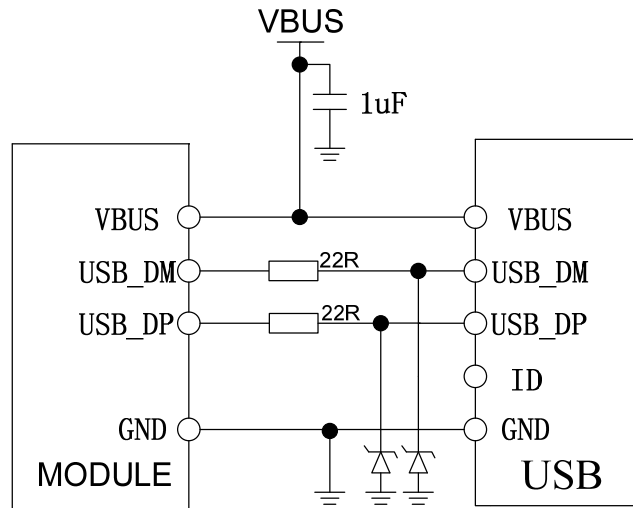 VBUS
1uF
VBUS
VBUS
22R
USB_DM
USB_DM
22R
USB_DP
USB_DP
ID
GND
GND
MODULE
USB